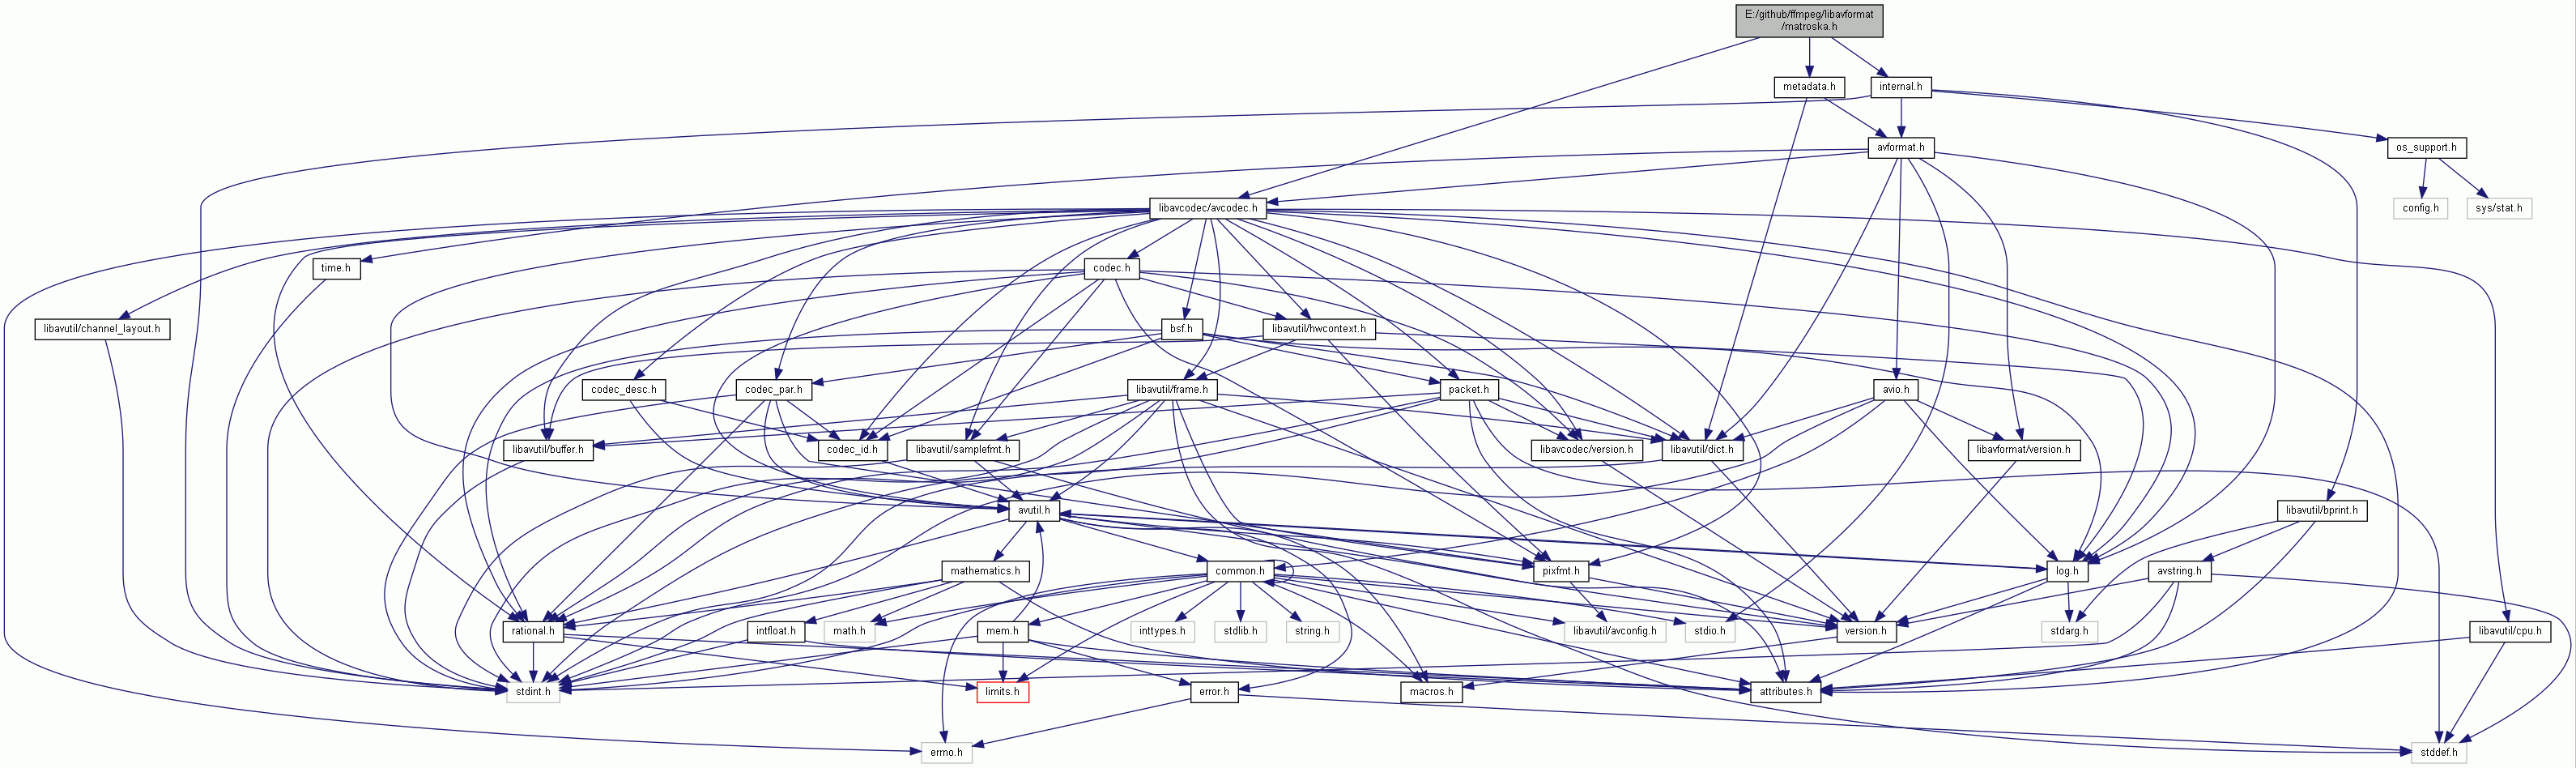 E:/github/ffmpeg/libavformat
/matroska.h
metadata.h
internal.h
avformat.h
os_support.h
libavcodec/avcodec.h
config.h
sys/stat.h
time.h
codec.h
libavutil/channel_layout.h
bsf.h
libavutil/hwcontext.h
codec_desc.h
codec_par.h
libavutil/frame.h
packet.h
avio.h
libavutil/buffer.h
codec_id.h
libavutil/samplefmt.h
libavcodec/version.h
libavutil/dict.h
libavformat/version.h
avutil.h
libavutil/bprint.h
mathematics.h
common.h
pixfmt.h
log.h
avstring.h
rational.h
intfloat.h
math.h
mem.h
inttypes.h
stdlib.h
string.h
libavutil/avconfig.h
stdio.h
version.h
stdarg.h
libavutil/cpu.h
stdint.h
limits.h
error.h
macros.h
attributes.h
errno.h
stddef.h